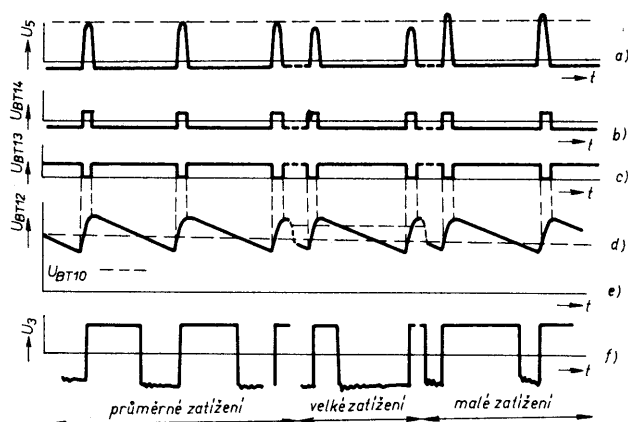 U5
t
a)
UBT14
t
b)
UBT13
t
c)
UBT12
d)
UBT10
t
e)
U3
t
f)
průměrné zatížení
velké zatížení
malé zatížení